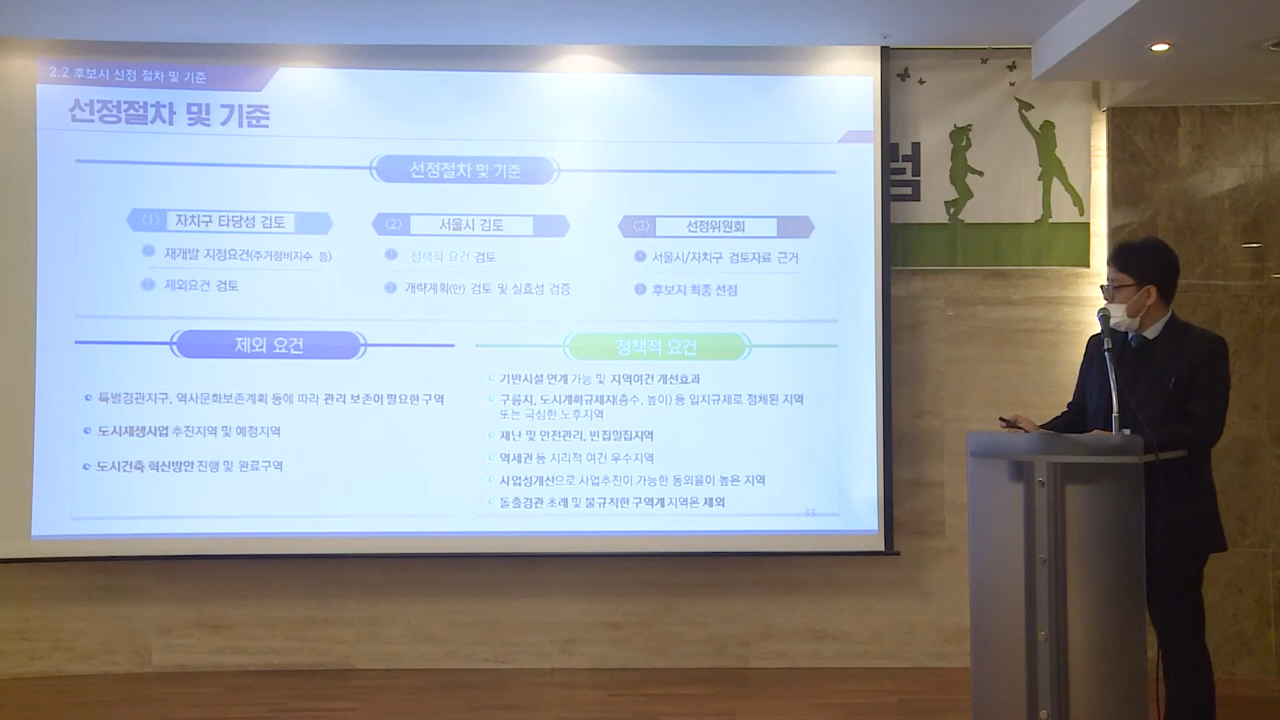 2.2 후보시 선정 절차 및 기준
선정절차 및 기준
선정절차 및 기준
〈1〉 자치구 타당성 검토
재개발 지정요건(주거정비지수 등)
제외요건 검토
〈2〉 서울시 검토
1 정책적 요건 검토
2 개략계획(안) 검토 및 실효성 검증
〈3〉 선정위원회
1 서울시/자치구 검토자료 근거
2 후보지 최종 선정
제외 요건
특별경관지구, 역사문화보존계획 등에 따라 관리 보존이 필요한 구역
도시재생사업 추진지역 및 예정지역
도시건축 혁신방안 진행 및 완료구역
정책적 요건
기반시설 연계 가능 및 지역여건 개선효과
구릉지, 도시계획규제지(층수, 높이) 등 입지규제로 정체된 지역
또는 극심한 노후지역
재난 및 안전관리, 빈집밀집지역
역세권 등 지리적 여건 우수지역
사업성개선으로 사업추진이 가능한 동의율이 높은 지역
돌출경관 초래 및 불규칙한 구역계 지역은 제외
33
럼